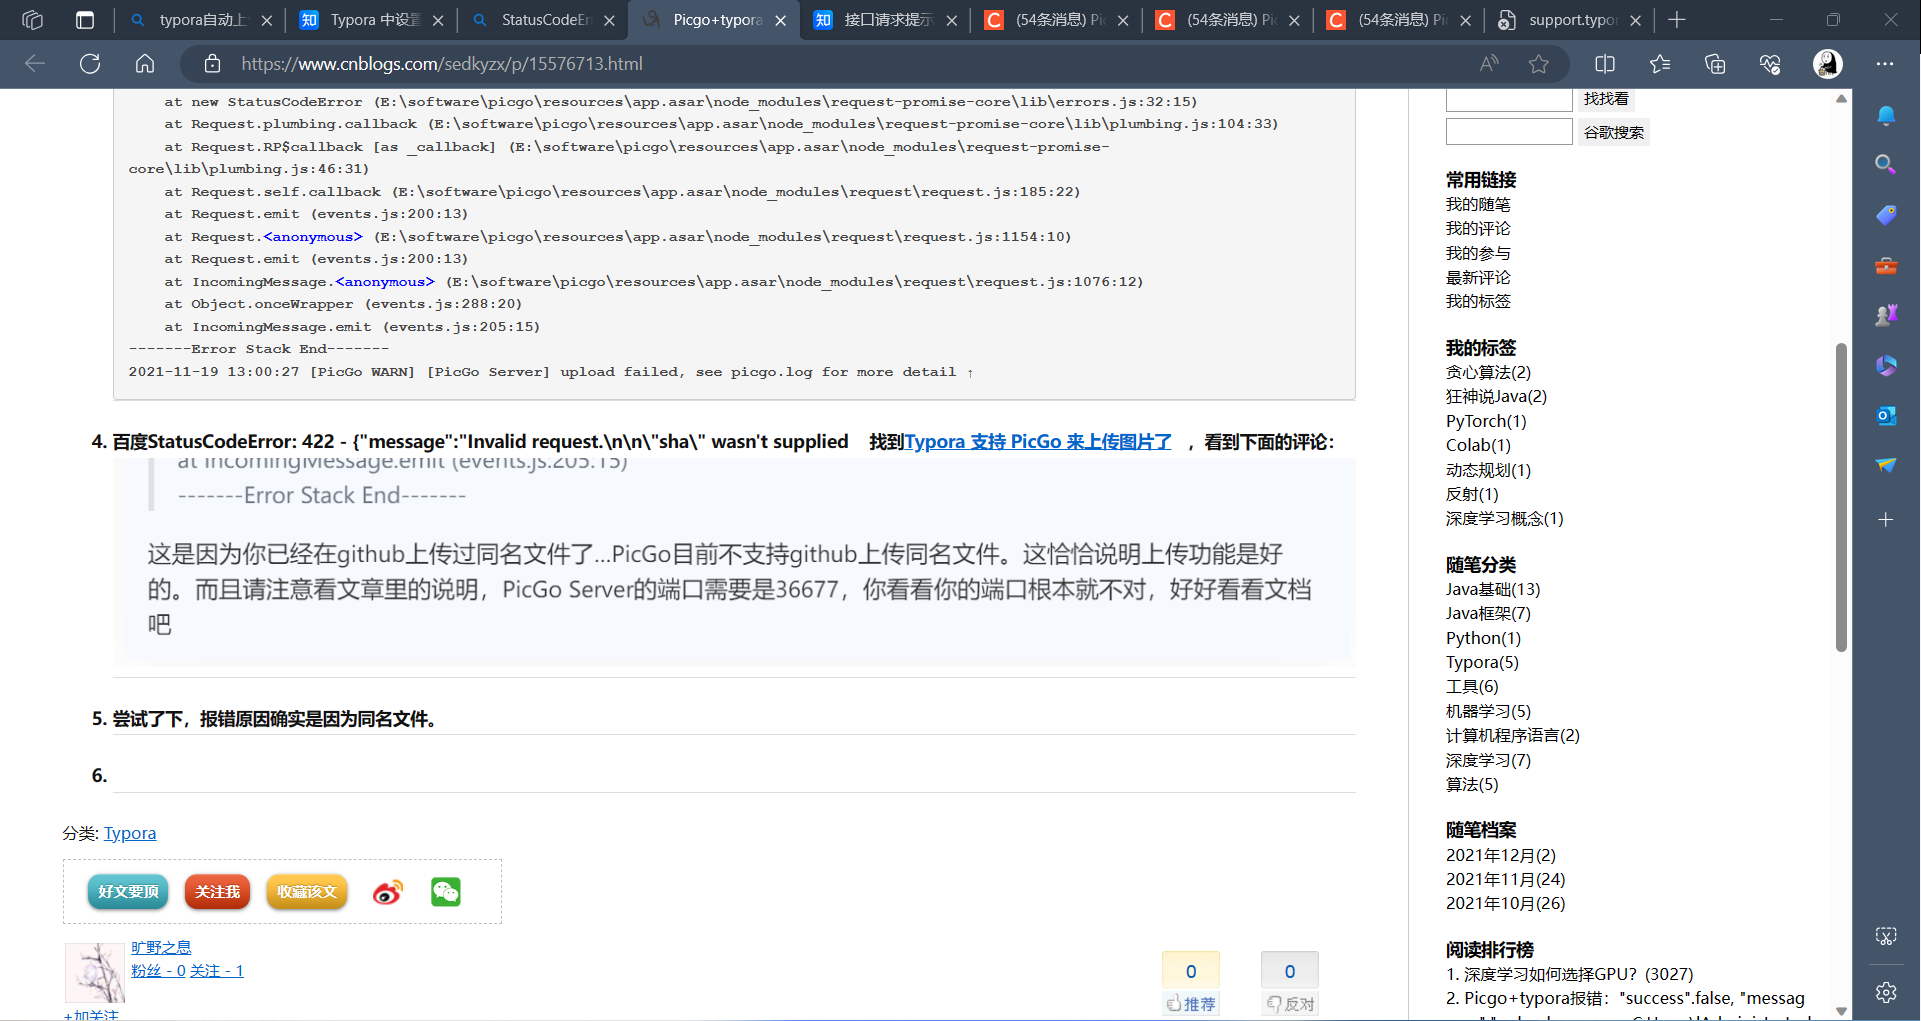 typora自动上
Typora 中设置
StatusCodeErr
Picgo+typora
接口请求提示
(54条消息) Pi
(54条消息) Pi
(54条消息) Pi
support.typo
https://www.cnblogs.com/sedkyzx/p/15576713.html
at new StatusCodeError (E:\software\picgo\resources\app.asar\node_modules\request-promise-core\lib\errors.js:32:15)
at Request.plumbing.callback (E:\software\picgo\resources\app.asar\node_modules\request-promise-core\lib\plumbing.js:104:33)
at Request.RP$callback [as _callback] (E:\software\picgo\resources\app.asar\node_modules\request-promise-
core\lib\plumbing.js:46:31)
at Request.self.callback (E:\software\picgo\resources\app.asar\node_modules\request\request.js:185:22)
at Request.emit (events.js:200:13)
at Request.<anonymous> (E:\software\picgo\resources\app.asar\node_modules\request\request.js:1154:10)
at Request.emit (events.js:200:13)
at IncomingMessage.<anonymous> (E:\software\picgo\resources\app.asar\node_modules\request\request.js:1076:12)
at Object.onceWrapper (events.js:288:20)
at IncomingMessage.emit (events.js:205:15)
-------Error Stack End-------
2021-11-19 13:00:27 [PicGo WARN] [PicGo Server] upload failed, see picgo.log for more detail ↑
4. 百度StatusCodeError: 422 - {"message":"Invalid request.\n\n\"sha\" wasn't supplied 找到Typora 支持 PicGo 来上传图片了 ，看到下面的评论：
at IncomingMessage.emit (events.js:205:15)
-------Error Stack End-------
这是因为你已经在github上传过同名文件了...PicGo目前不支持github上传同名文件。这恰恰说明上传功能是好
的。而且请注意看文章里的说明，PicGo Server的端口需要是36677，你看看你的端口根本就不对，好好看看文档
吧
5. 尝试了下，报错原因确实是因为同名文件。
6.
分类: Typora
好文要顶
关注我
收藏该文
旷野之息
粉丝 - 0 关注 - 1
+加关注
0
推荐
0
反对
找找看
谷歌搜索
常用链接
我的随笔
我的评论
我的参与
最新评论
我的标签
我的标签
贪心算法(2)
狂神说Java(2)
PyTorch(1)
Colab(1)
动态规划(1)
反射(1)
深度学习概念(1)
随笔分类
Java基础(13)
Java框架(7)
Python(1)
Typora(5)
工具(6)
机器学习(5)
计算机程序语言(2)
深度学习(7)
算法(5)
随笔档案
2021年12月(2)
2021年11月(24)
2021年10月(26)
阅读排行榜
1. 深度学习如何选择GPU？(3027)
2. Picgo+typora报错："success".false, "messag